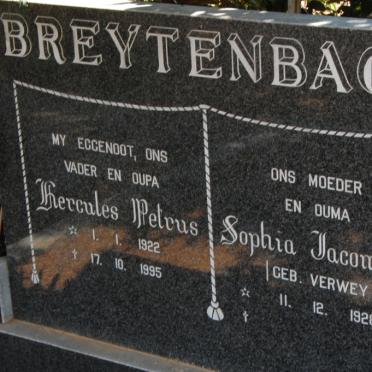 BREYTENBAC
MY EGGENOOT, ONS
VADER EN OUPA
Hercules Petrus
☆ 1. 1. 1922
† 17. 10. 1995
ONS MOEDER
EN OUMA
Sophia Jacom
(GEB. VERWEY
☆ 11. 12. 1926
†